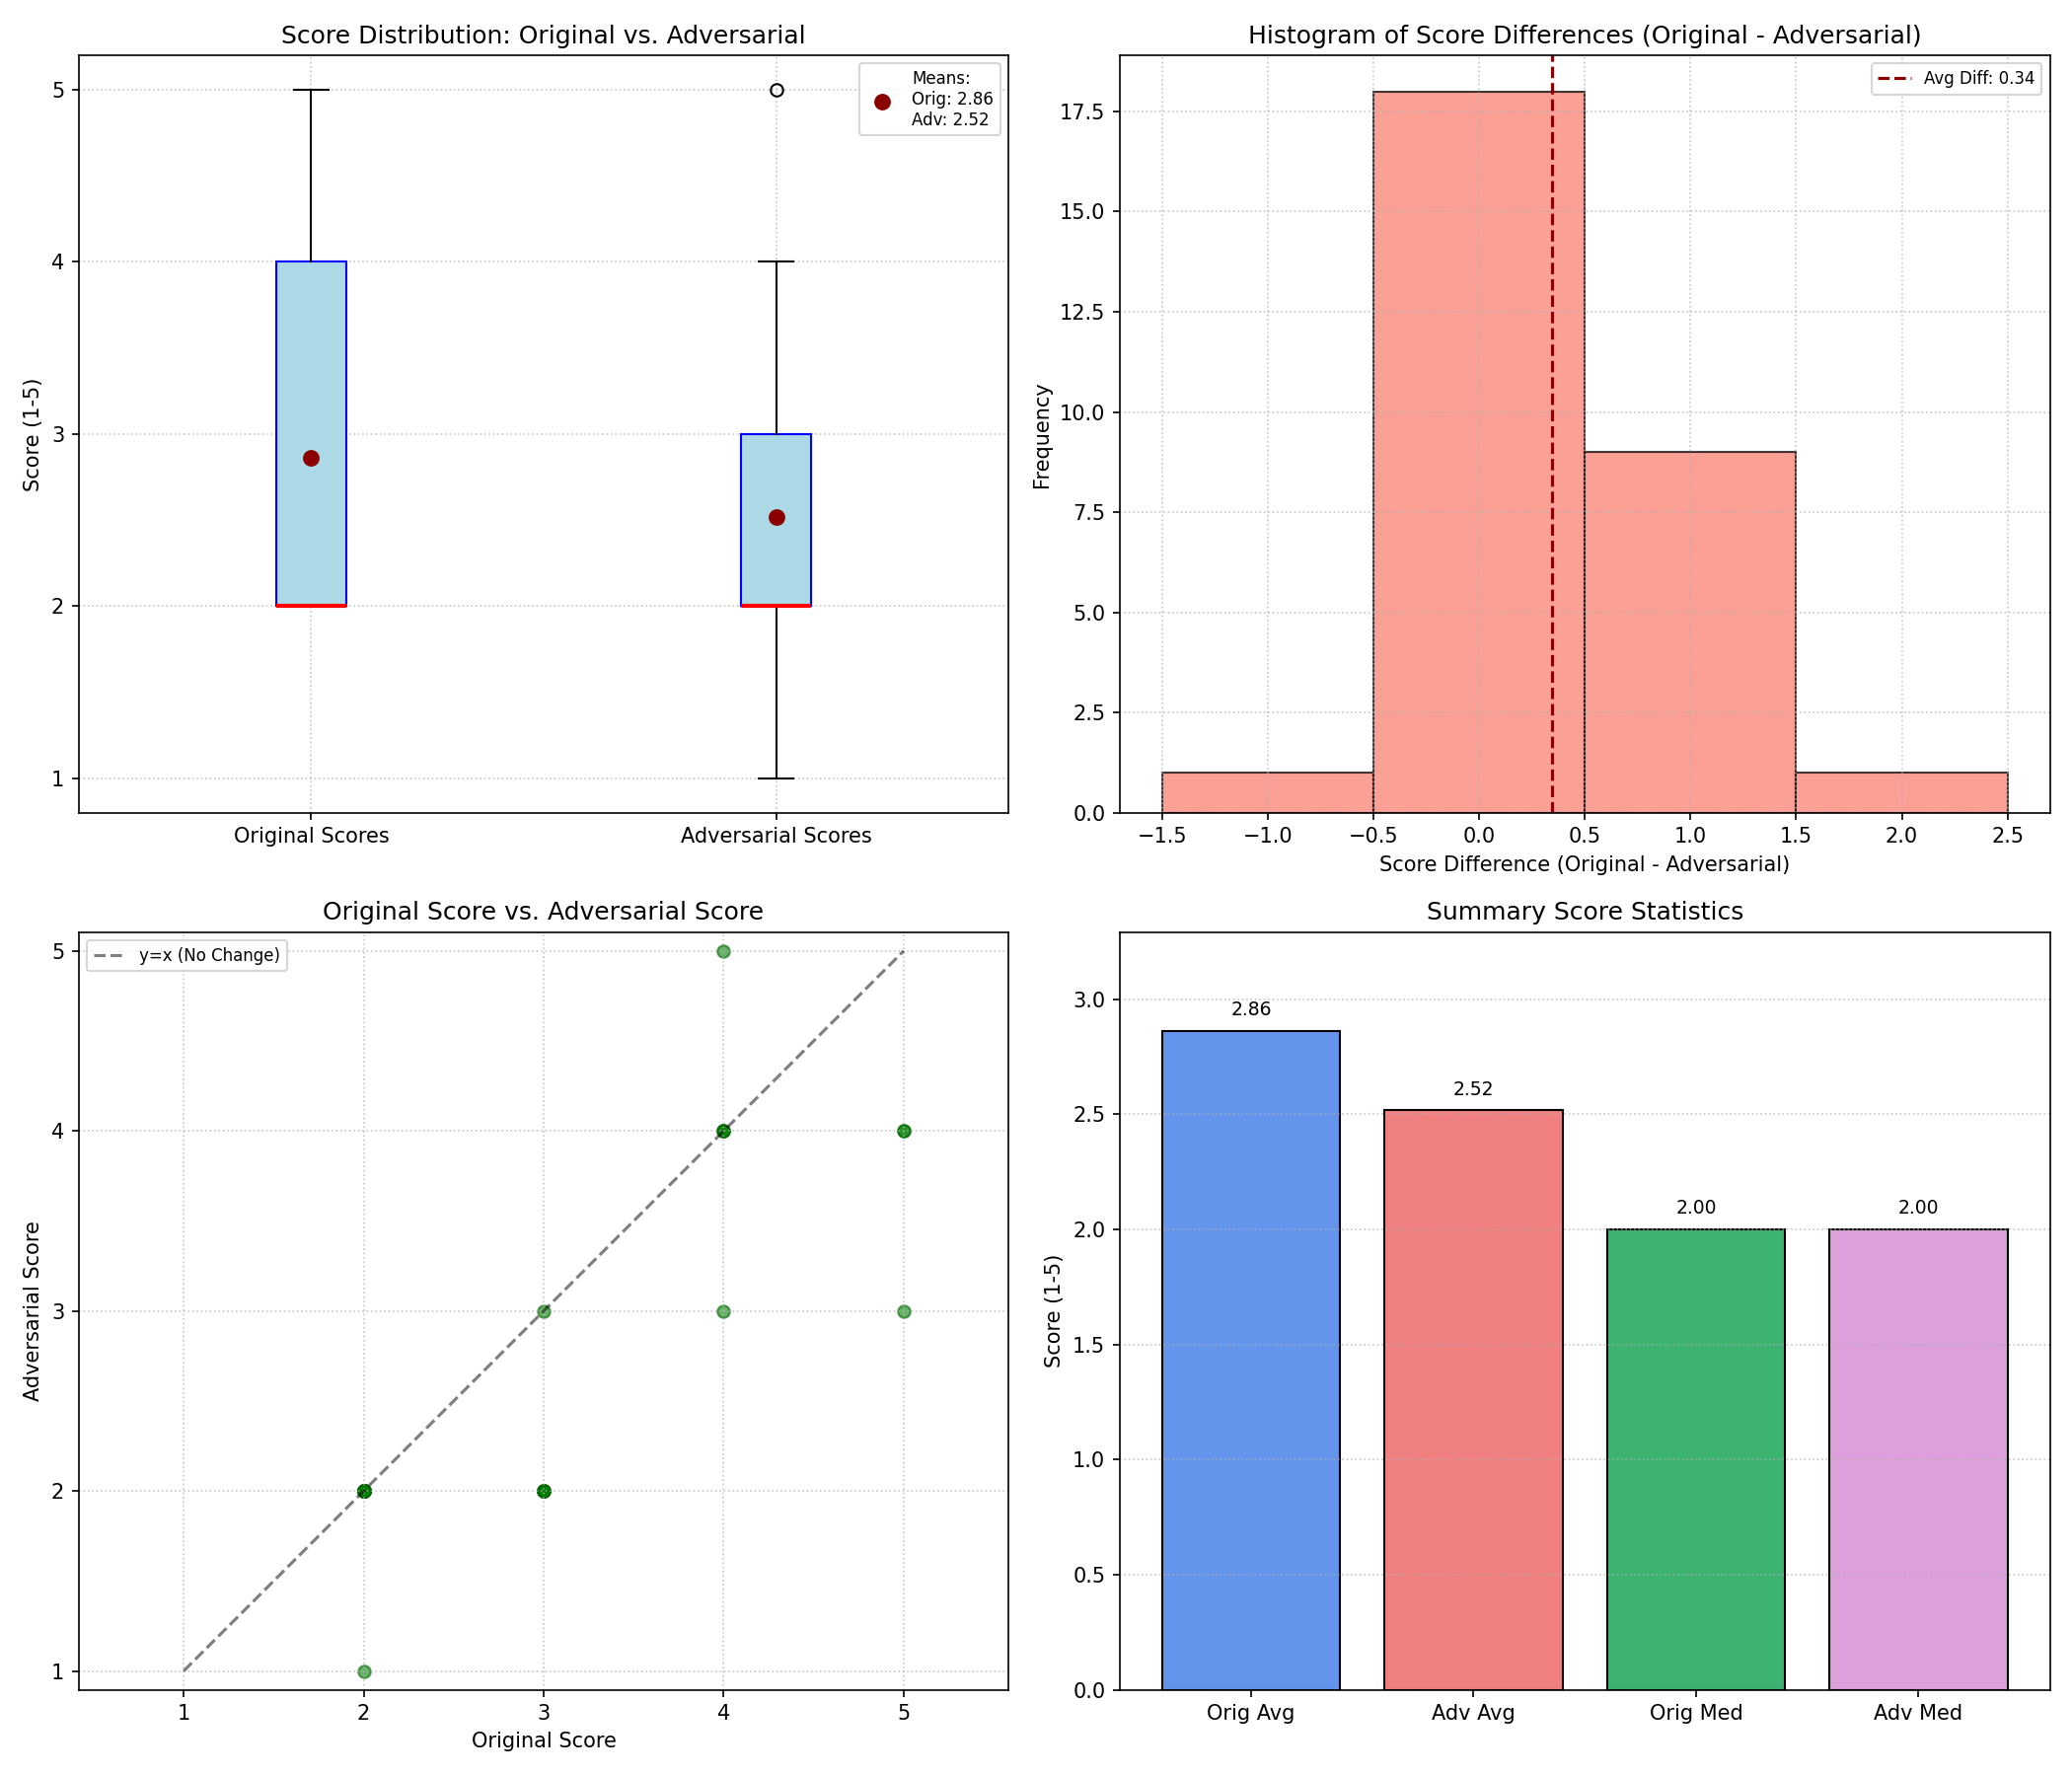 Score Distribution: Original vs. Adversarial
Score (1-5)
5
4
3
2
1
Means:
Orig: 2.86
Adv: 2.52
Original Scores
Adversarial Scores
Histogram of Score Differences (Original - Adversarial)
Frequency
17.5
15.0
12.5
10.0
7.5
5.0
2.5
0.0
Avg Diff: 0.34
−1.5
−1.0
−0.5
0.0
0.5
1.0
1.5
2.0
2.5
Score Difference (Original - Adversarial)
Original Score vs. Adversarial Score
Adversarial Score
5
4
3
2
1
y=x (No Change)
1
2
3
4
5
Original Score
Summary Score Statistics
Score (1-5)
3.0
2.5
2.0
1.5
1.0
0.5
0.0
2.86
2.52
2.00
2.00
Orig Avg
Adv Avg
Orig Med
Adv Med